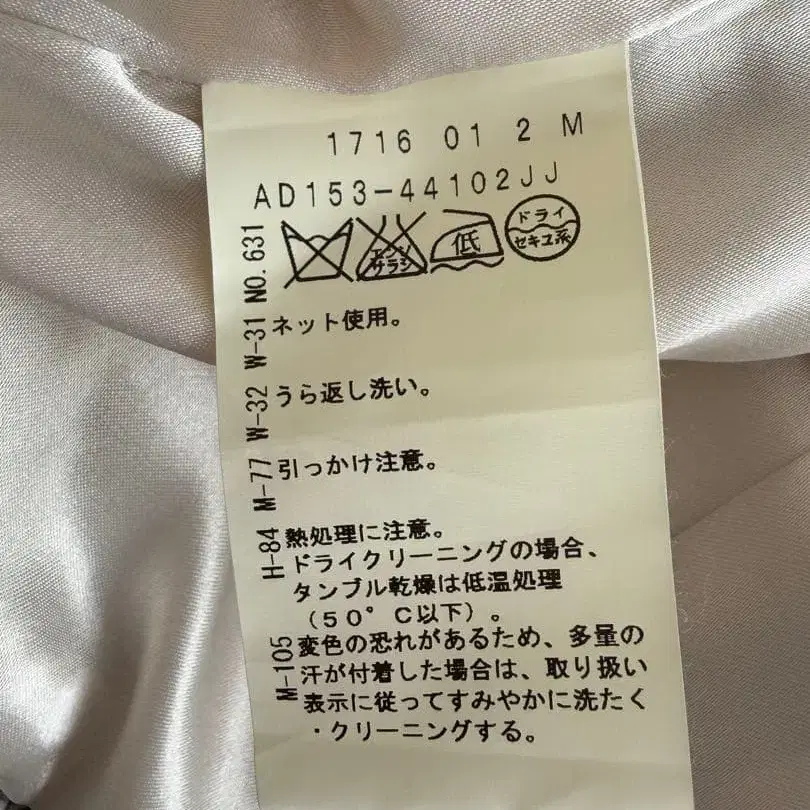 1716 01 2 M
AD153-44102JJ
エンソ
サラシ
低
ドライ
セキユ系
NO.631
W-31
W-32
M-77
H-84
M-105
ネット使用。
うら返し洗い。
引っかけ注意。
熱処理に注意。
ドライクリーニングの場合、
タンブル乾燥は低温処理
(50°C以下)。
変色の恐れがあるため、多量の
汗が付着した場合は、取り扱い
表示に従ってすみやかに洗たく
・クリーニングする。